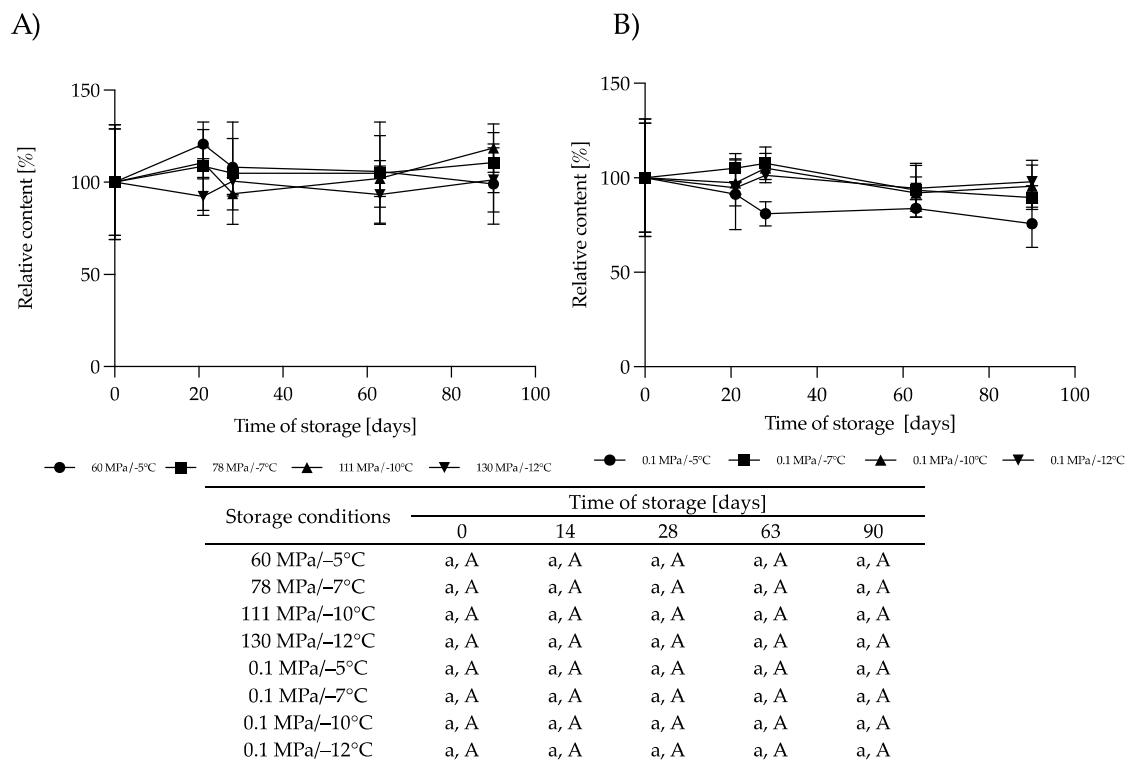 A)
B)
150
100
50
0
Relative content [%]
0 20 40 60 80 100
Time of storage [days]
60 MPa/-5°C 78 MPa/-7°C 111 MPa/-10°C 130 MPa/-12°C
150
100
50
0
Relative content [%]
0 20 40 60 80 100
Time of storage [days]
0.1 MPa/-5°C 0.1 MPa/-7°C 0.1 MPa/-10°C 0.1 MPa/-12°C
Storage conditions Time of storage [days]
0 14 28 63 90
60 MPa/–5°C a, A a, A a, A a, A a, A
78 MPa/–7°C a, A a, A a, A a, A a, A
111 MPa/–10°C a, A a, A a, A a, A a, A
130 MPa/–12°C a, A a, A a, A a, A a, A
0.1 MPa/–5°C a, A a, A a, A a, A a, A
0.1 MPa/–7°C a, A a, A a, A a, A a, A
0.1 MPa/–10°C a, A a, A a, A a, A a, A
0.1 MPa/–12°C a, A a, A a, A a, A a, A